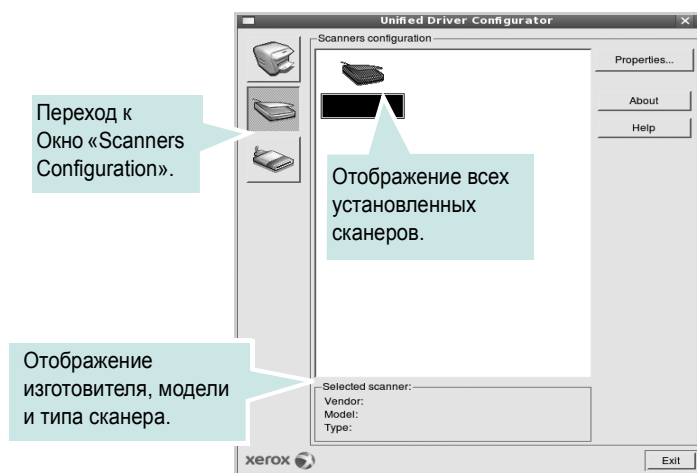 Unified Driver Configurator
Scanners configuration
Properties...
About
Help
Переход к
Окно «Scanners
Configuration».
Отображение всех
установленных
сканеров.
Отображение
изготовителя, модели
и типа сканера.
Selected scanner:
Vendor:
Model:
Type:
xerox
Exit